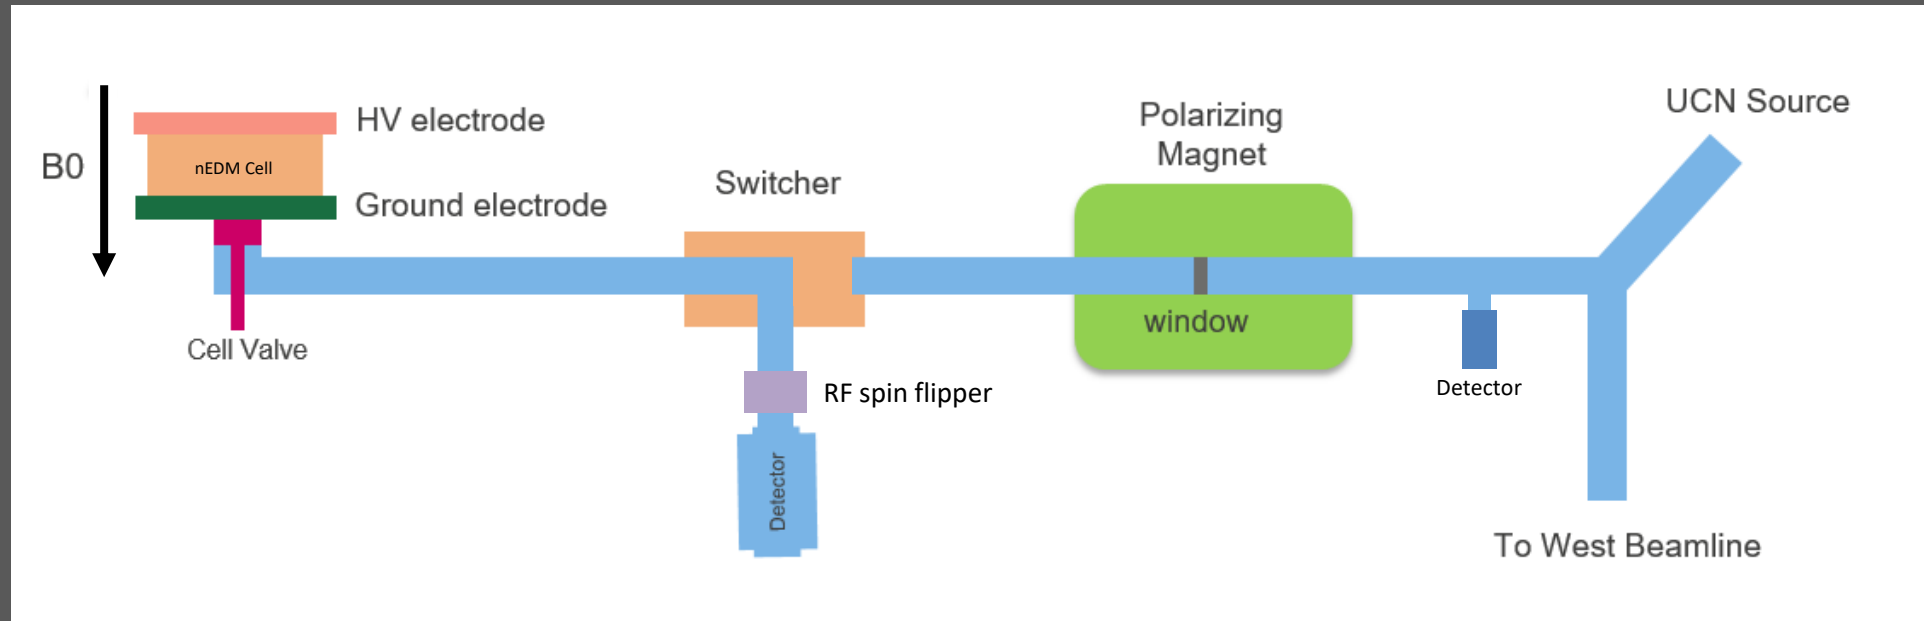 UCN Source
Polarizing
Magnet
HV electrode
B0
nEDM Cell
Switcher
Ground electrode
window
Cell Valve
RF spin flipper
Detector
Detector
To West Beamline